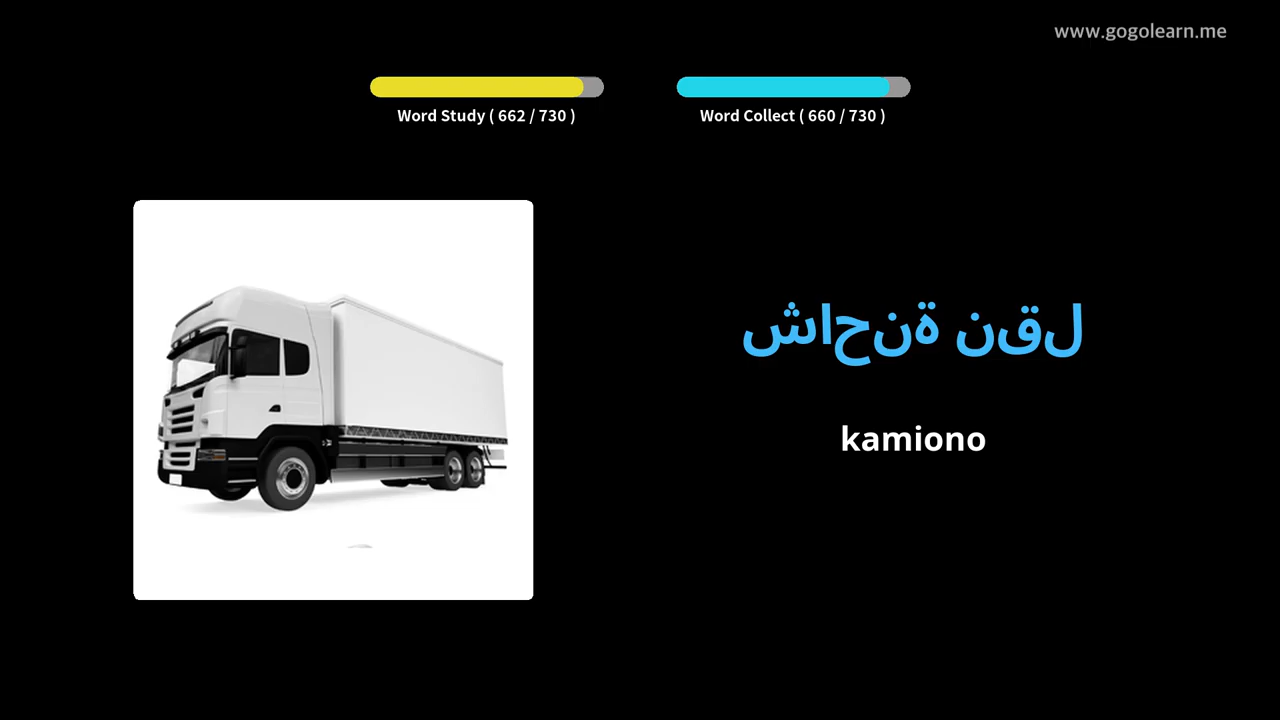 www.gogolearn.me
Word Study ( 662 / 730 )
Word Collect ( 660 / 730 )
شاحنة نقل
kamiono